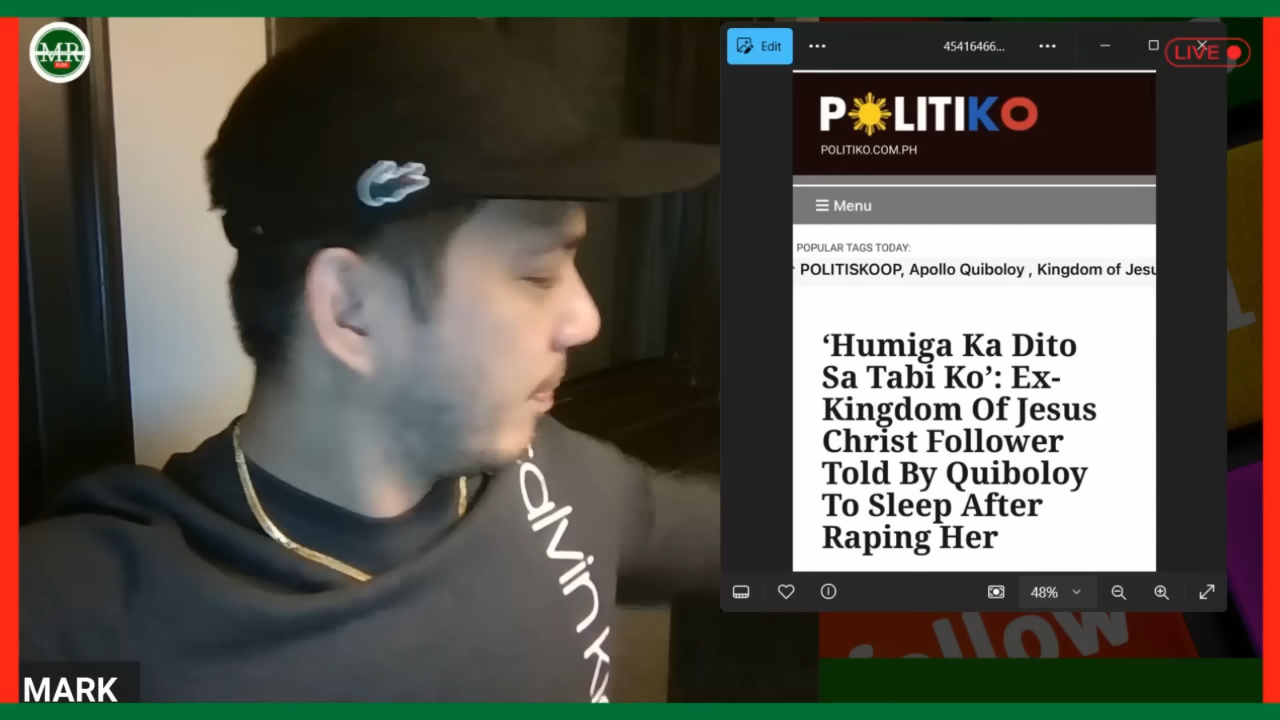 MR
Edit
45416466...
LIVE
POLITIKO
POLITIKO.COM.PH
Menu
POPULAR TAGS TODAY:
POLITISKOOP, Apollo Quiboloy , Kingdom of Jesu
‘Humiga Ka Dito
Sa Tabi Ko’: Ex-
Kingdom Of Jesus
Christ Follower
Told By Quiboloy
To Sleep After
Raping Her
48%
follow
Calvin K
MARK